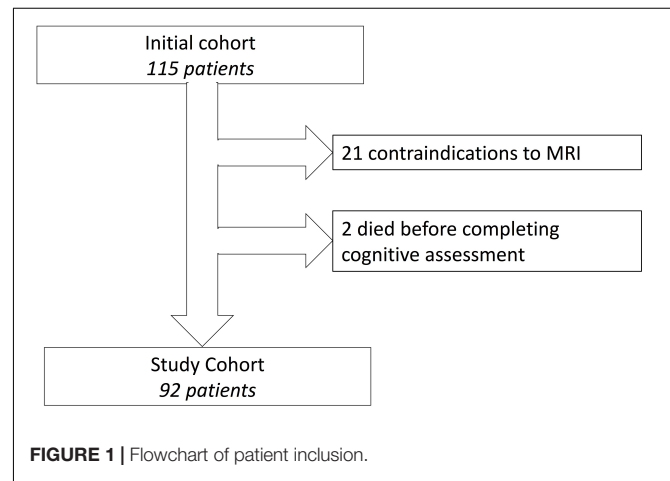 Initial cohort
115 patients
21 contraindications to MRI
2 died before completing
cognitive assessment
Study Cohort
92 patients
FIGURE 1 | Flowchart of patient inclusion.